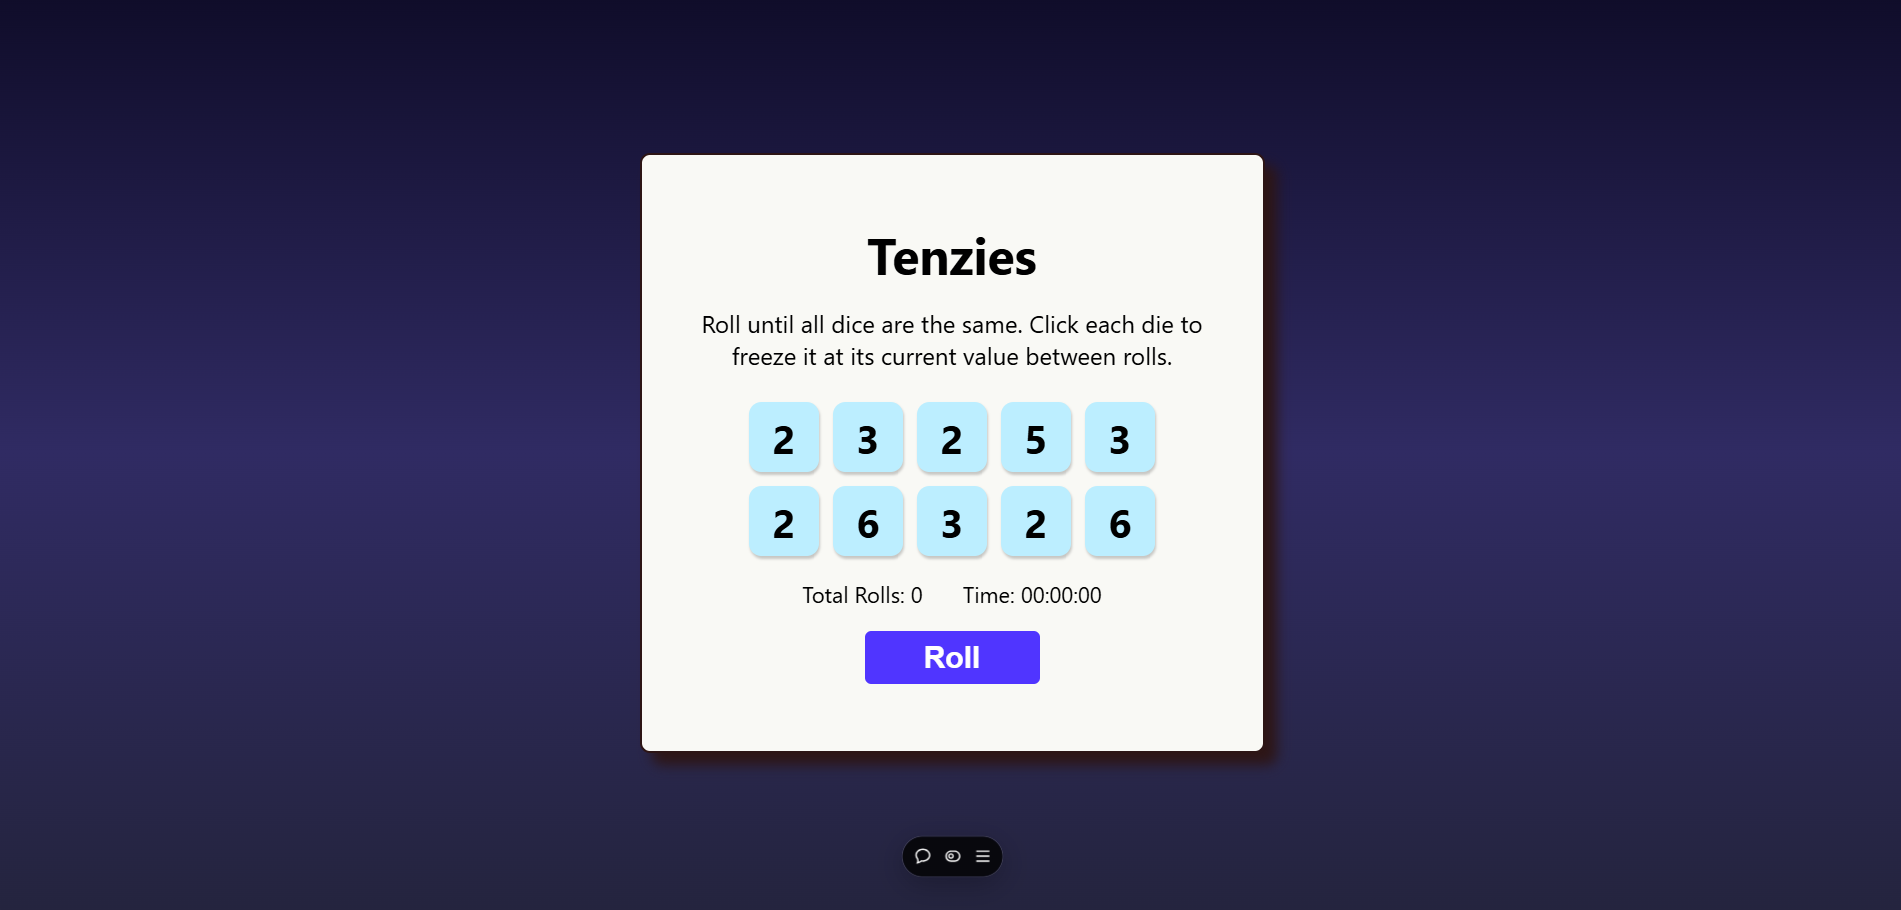 Tenzies
Roll until all dice are the same. Click each die to
freeze it at its current value between rolls.
2 3 2 5 3
2 6 3 2 6
Total Rolls: 0 Time: 00:00:00
Roll